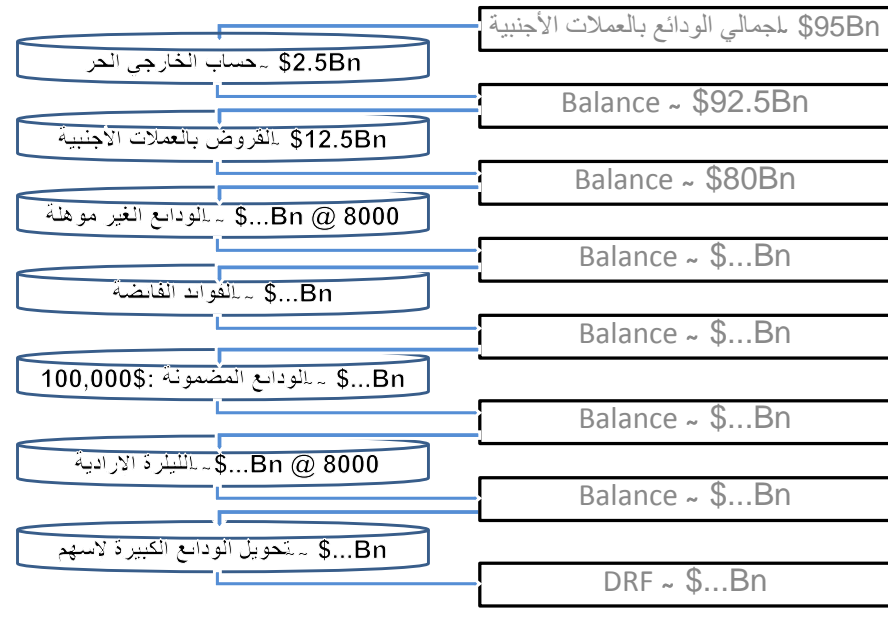 اجمالي الودائع بالعملات الأجنبية ~ $95Bn
حساب الخارجي الحر ~ $2.5Bn
Balance ~ $92.5Bn
القروض بالعملات الأجنبية ~ $12.5Bn
Balance ~ $80Bn
الودائع الغير موهلة ~ $...Bn @ 8000
Balance ~ $...Bn
الفوائد الفائضة ~ $...Bn
Balance ~ $...Bn
الودائع المضمونة :$100,000 ~ $...Bn
Balance ~ $...Bn
الليلرة الارادية ~ $...Bn @ 8000
Balance ~ $...Bn
تحويل الودائع الكبيرة لاسهم ~ $...Bn
DRF ~ $...Bn